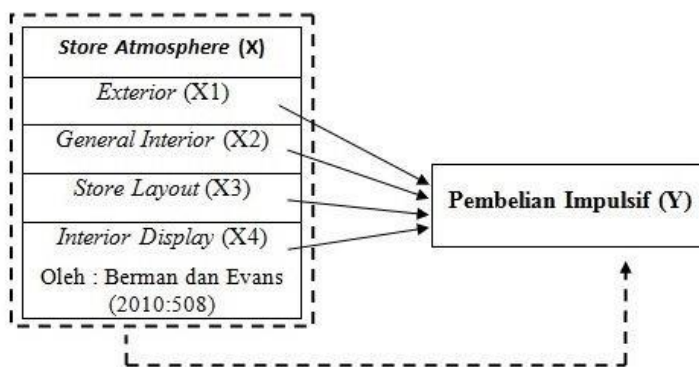 Store Atmosphere (X)
Exterior (X1)
General Interior (X2)
Store Layout (X3)
Interior Display (X4)
Oleh : Berman dan Evans
(2010:508)
Pembelian Impulsif (Y)